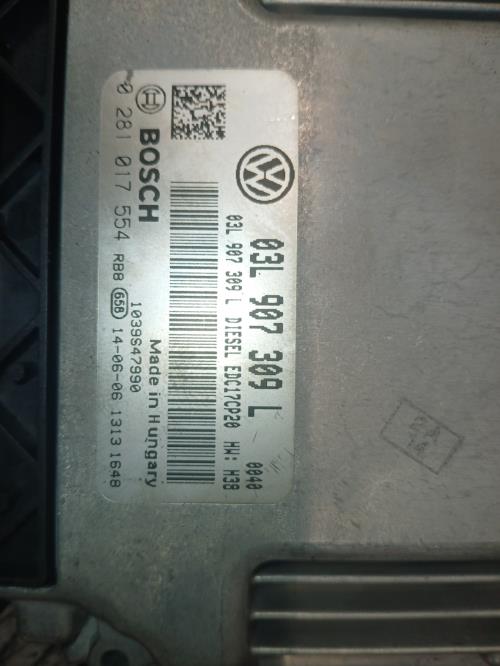 03L 907 309 L
0040
03L 907 309 L DIESEL EDC17CP20 HW: H38
BOSCH
Made in Hungary
1039S47990
0 281 017 554 RB8 658 14-06-06 1313 1648